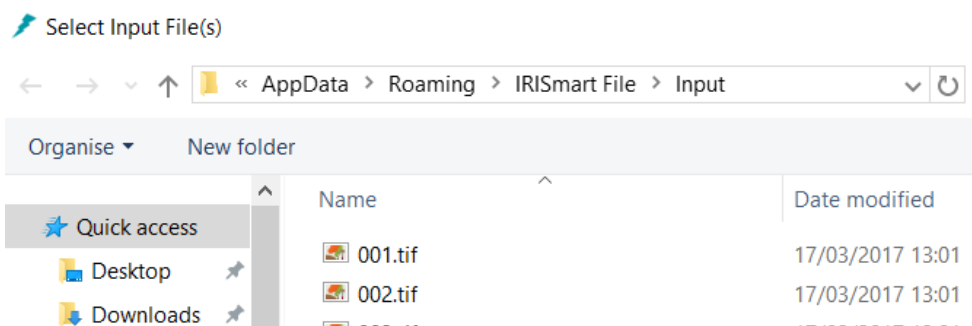 Select Input File(s)
« AppData > Roaming > IRISmart File > Input
Organise New folder
Name Date modified
Quick access
001.tif 17/03/2017 13:01
Desktop
002.tif 17/03/2017 13:01
Downloads